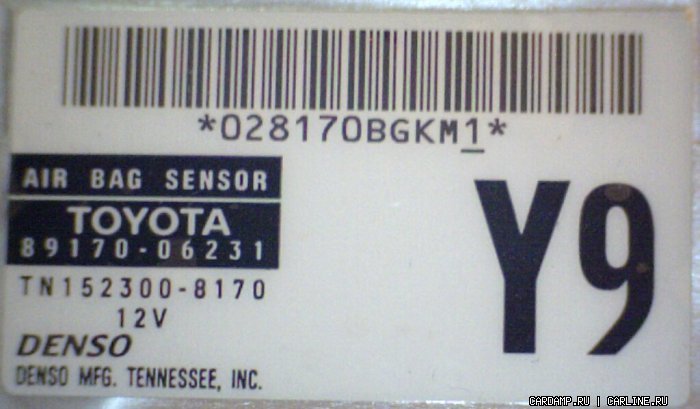 *028170BGKM1*
AIR BAG SENSOR
TOYOTA
89170-06231
TN152300-8170
12V
DENSO
DENSO MFG. TENNESSEE, INC.
Y9
CARDAMP.RU | CARLINE.RU